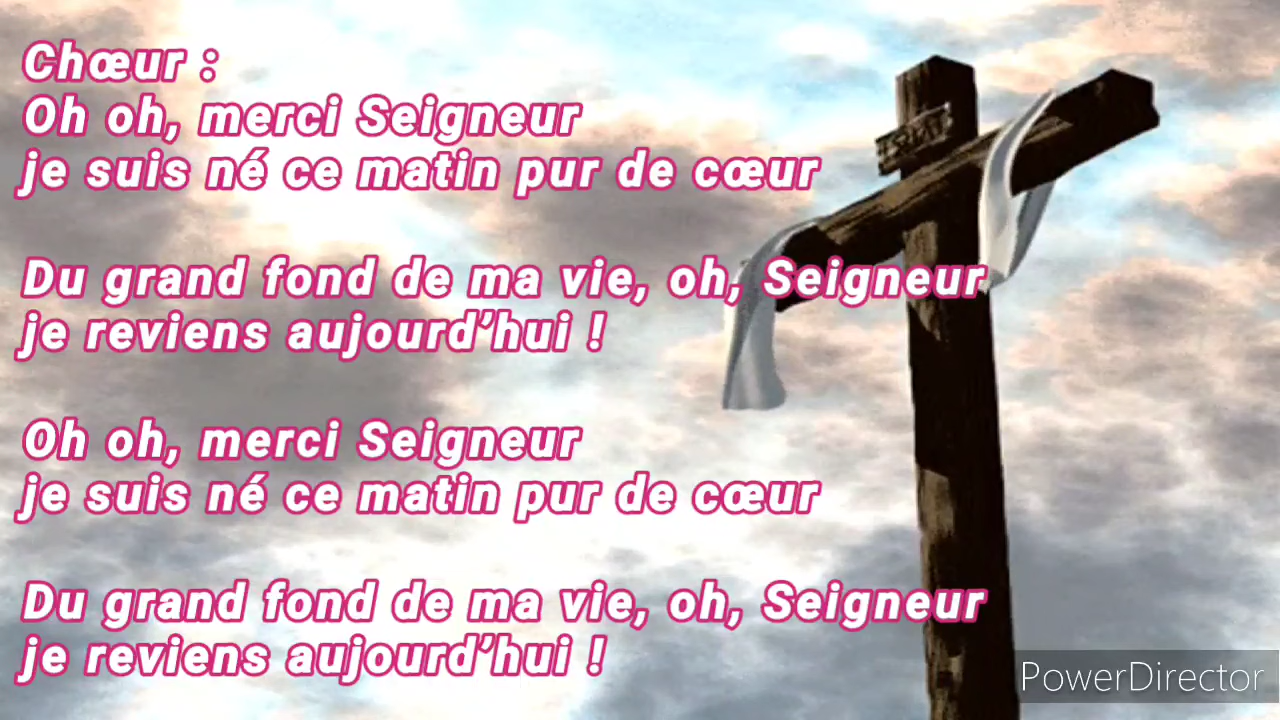 Chœur :
Oh oh, merci Seigneur
je suis né ce matin pur de cœur
Du grand fond de ma vie, oh, Seigneur
je reviens aujourd’hui !
Oh oh, merci Seigneur
je suis né ce matin pur de cœur
Du grand fond de ma vie, oh, Seigneur
je reviens aujourd’hui !
PowerDirector